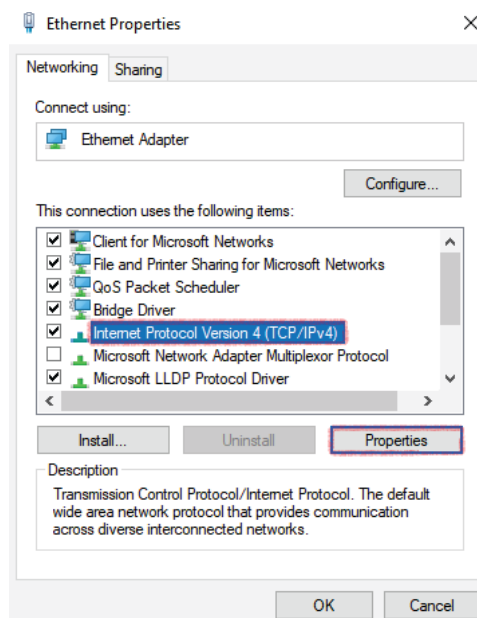 Ethernet Properties
Networking
Sharing
Connect using:
Ethernet Adapter
Configure...
This connection uses the following items:
Client for Microsoft Networks
File and Printer Sharing for Microsoft Networks
QoS Packet Scheduler
Bridge Driver
Internet Protocol Version 4 (TCP/IPv4)
Microsoft Network Adapter Multiplexor Protocol
Microsoft LLDP Protocol Driver
Install...
Uninstall
Properties
Description
Transmission Control Protocol/Internet Protocol. The default
wide area network protocol that provides communication
across diverse interconnected networks.
OK
Cancel